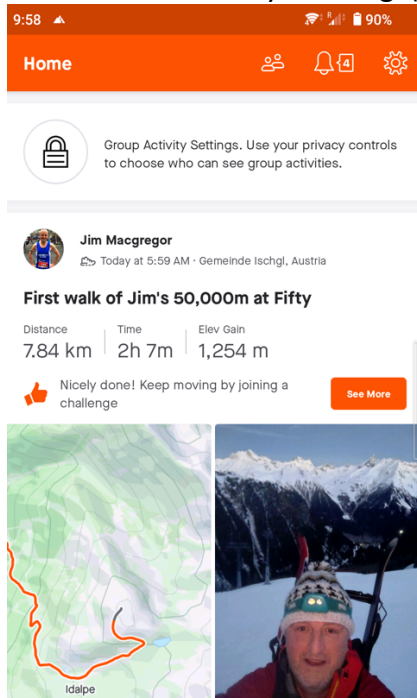 9:58 R 90%
Home 4
Group Activity Settings. Use your privacy controls
to choose who can see group activities.
Jim Macgregor
Today at 5:59 AM · Gemeinde Ischgl, Austria
First walk of Jim's 50,000m at Fifty
Distance Time Elev Gain
7.84 km 2h 7m 1,254 m
Nicely done! Keep moving by joining a
challenge
See More
Idalpe